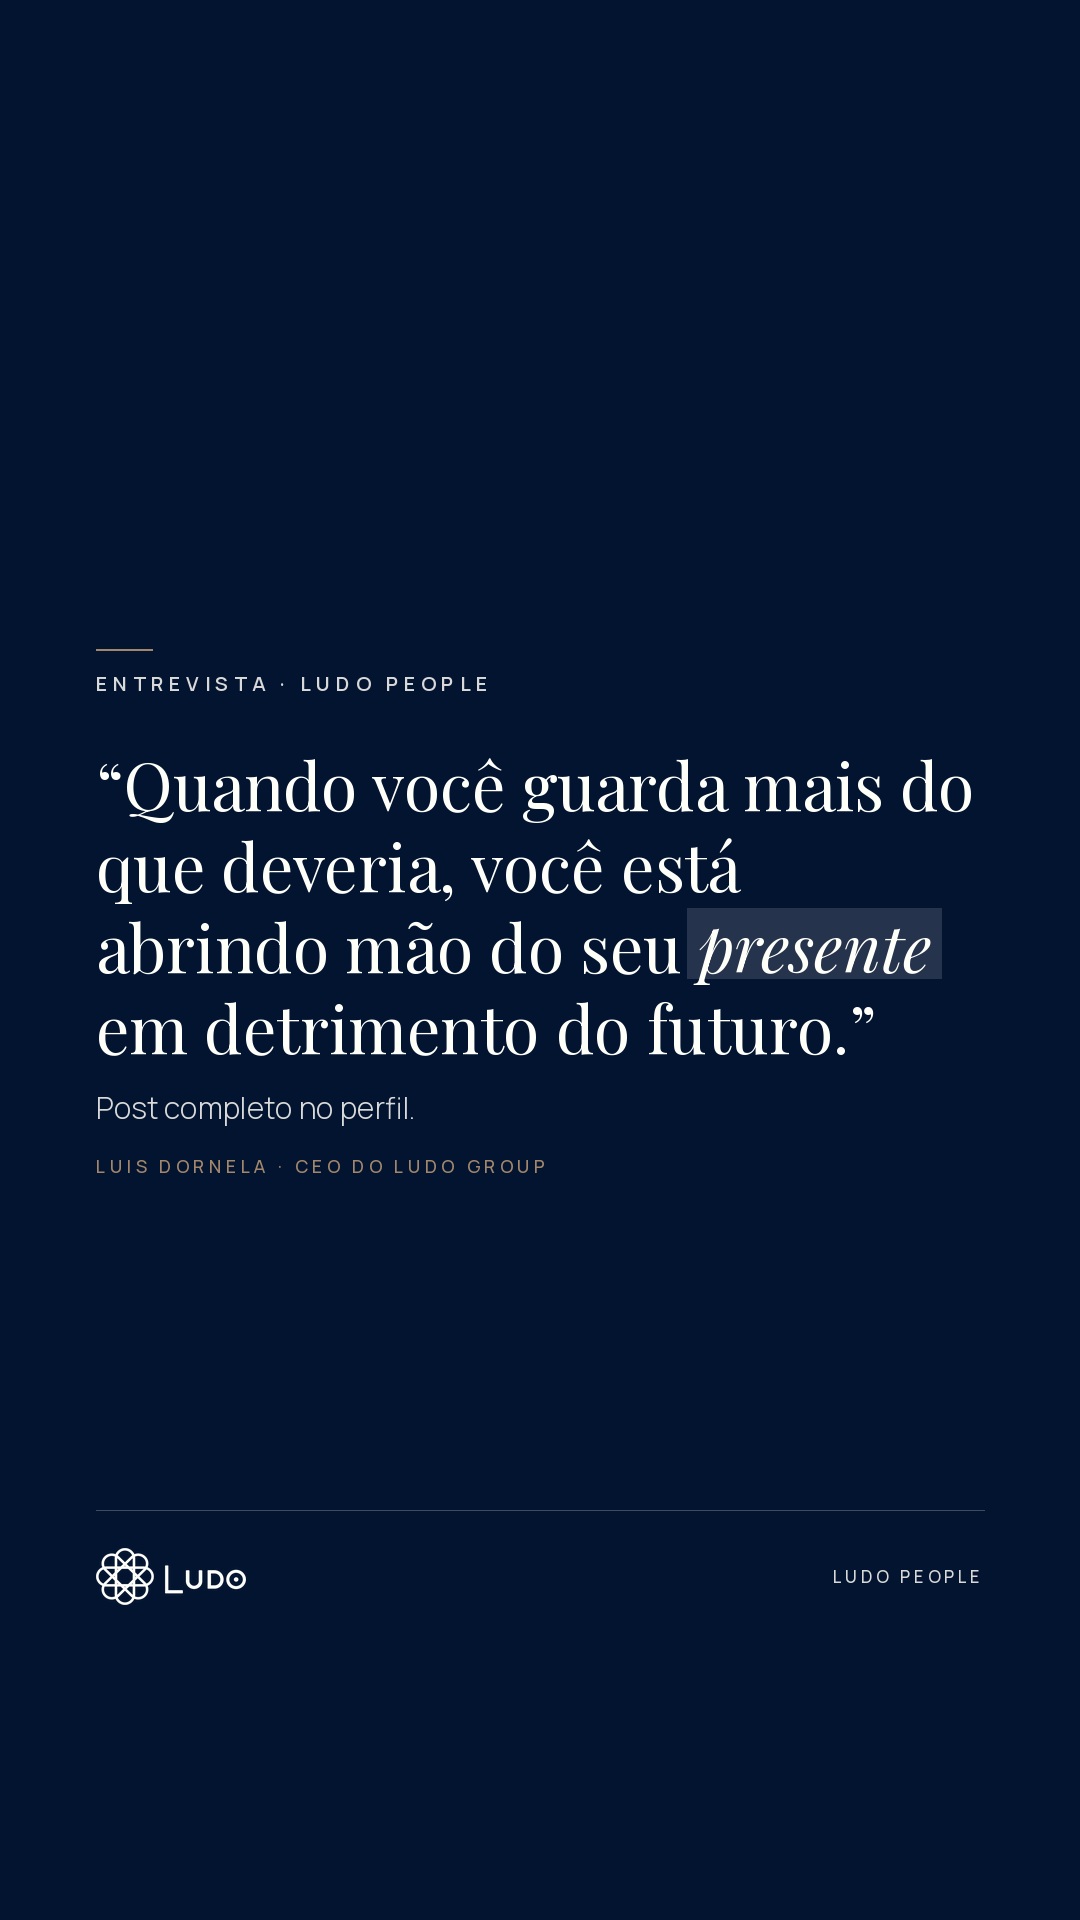 ENTREVISTA · LUDO PEOPLE
“Quando você guarda mais do
que deveria, você está
abrindo mão do seu presente
em detrimento do futuro.”
Post completo no perfil.
LUIS DORNELA · CEO DO LUDO GROUP
LUDO
LUDO PEOPLE